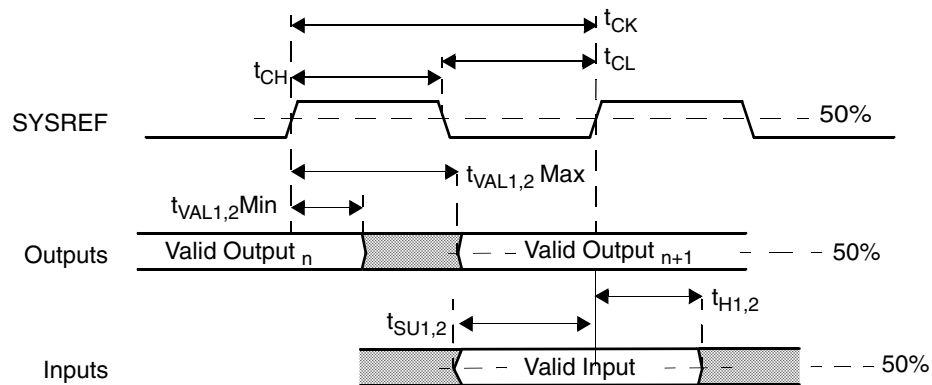 tCK
tCH
tCL
SYSREF
50%
tVAL1,2 Max
tVAL1,2Min
Outputs
Valid Output n
Valid Output n+1
50%
tH1,2
tSU1,2
Inputs
Valid Input
50%